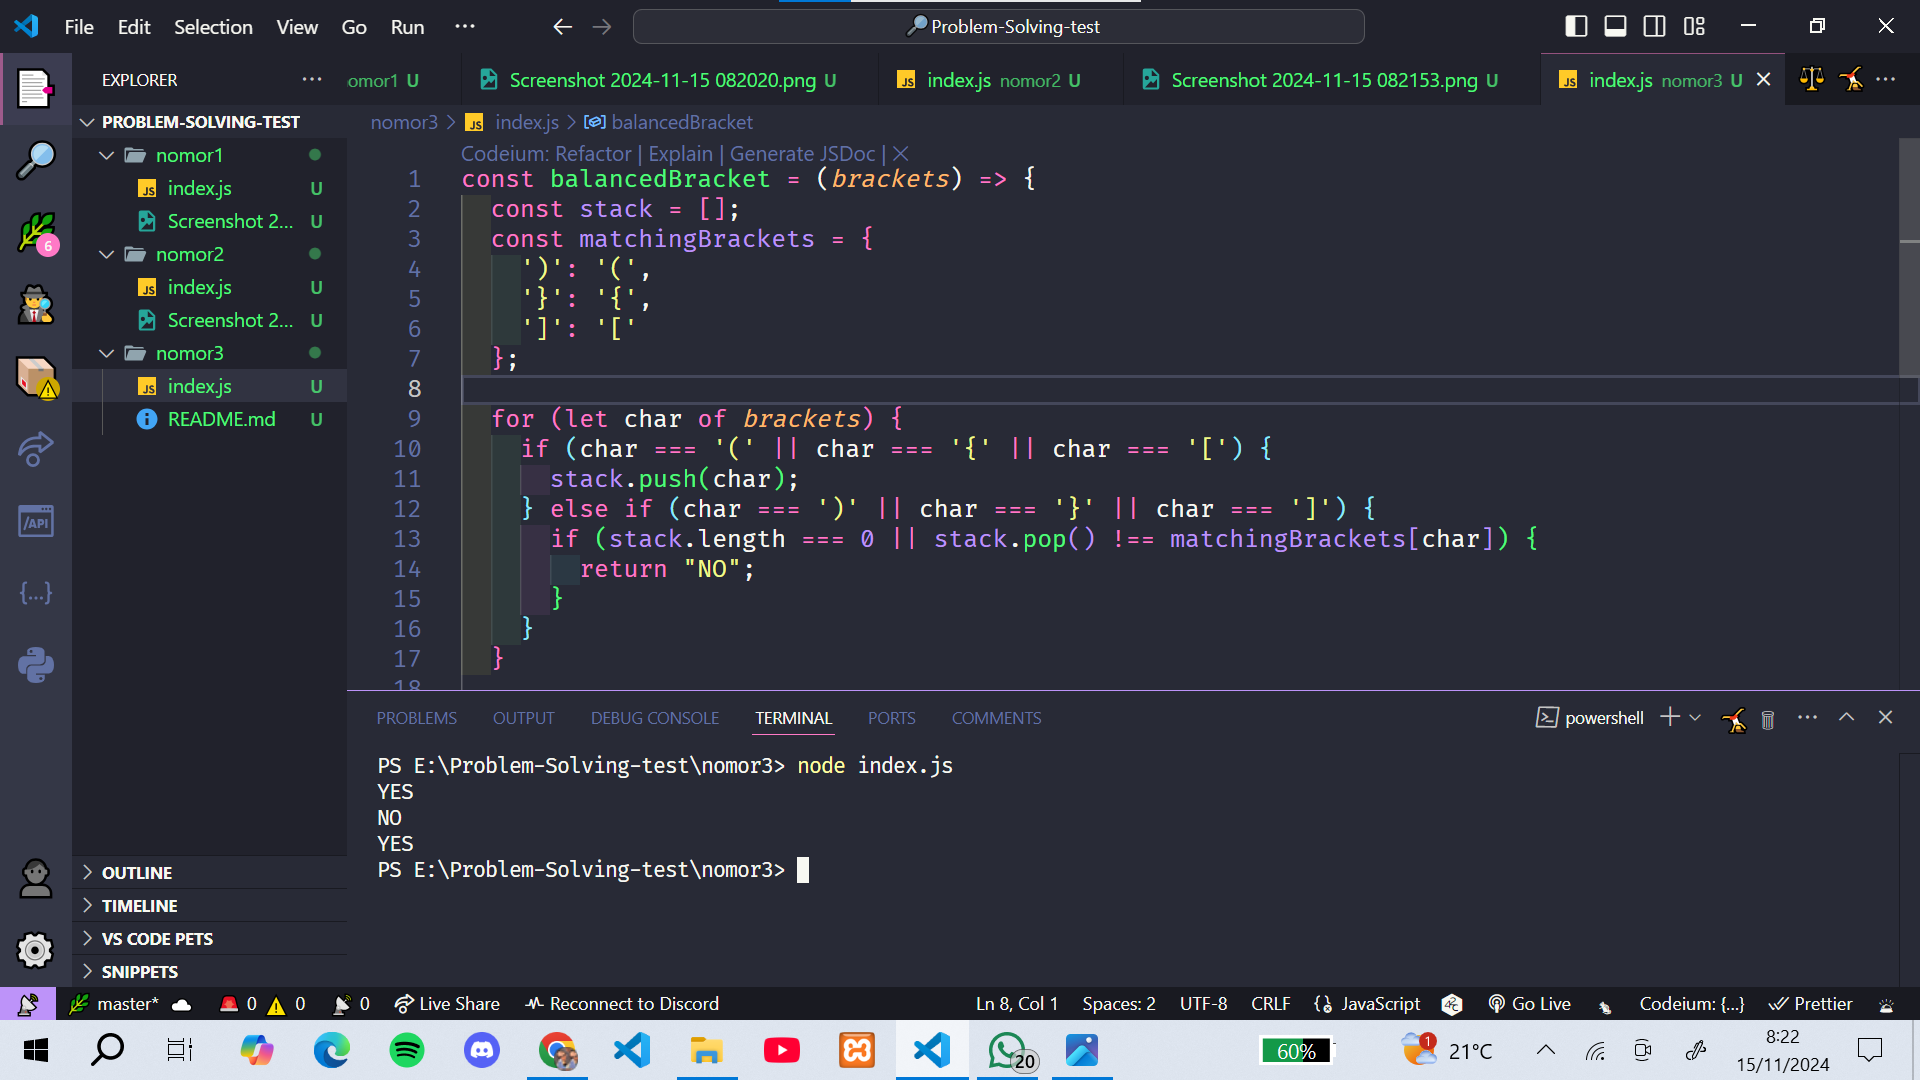 File Edit Selection View Go Run ··· Problem-Solving-test
EXPLORER ···
omor1 U
Screenshot 2024-11-15 082020.png U
index.js nomor2 U
Screenshot 2024-11-15 082153.png U
index.js nomor3 U
PROBLEM-SOLVING-TEST
nomor1
index.js U
Screenshot 2... U
nomor2
index.js U
Screenshot 2... U
nomor3
index.js U
README.md U
6
OUTLINE
TIMELINE
VS CODE PETS
SNIPPETS
nomor3 > index.js > balancedBracket
Codeium: Refactor | Explain | Generate JSDoc | ×
1 const balancedBracket = (brackets) => {
2 const stack = [];
3 const matchingBrackets = {
4 ')': '(',
5 '}': '{',
6 ']': '['
7 };
8
9 for (let char of brackets) {
10 if (char === '(' || char === '{' || char === '[') {
11 stack.push(char);
12 } else if (char === ')' || char === '}' || char === ']') {
13 if (stack.length === 0 || stack.pop() !== matchingBrackets[char]) {
14 return "NO";
15 }
16 }
17 }
18
PROBLEMS OUTPUT DEBUG CONSOLE TERMINAL PORTS COMMENTS powershell
PS E:\Problem-Solving-test\nomor3> node index.js
YES
NO
YES
PS E:\Problem-Solving-test\nomor3>
master* 0 0 0 Live Share Reconnect to Discord Ln 8, Col 1 Spaces: 2 UTF-8 CRLF {} JavaScript Go Live Codeium: {...} Prettier
20 60% 1 21°C 8:22
15/11/2024